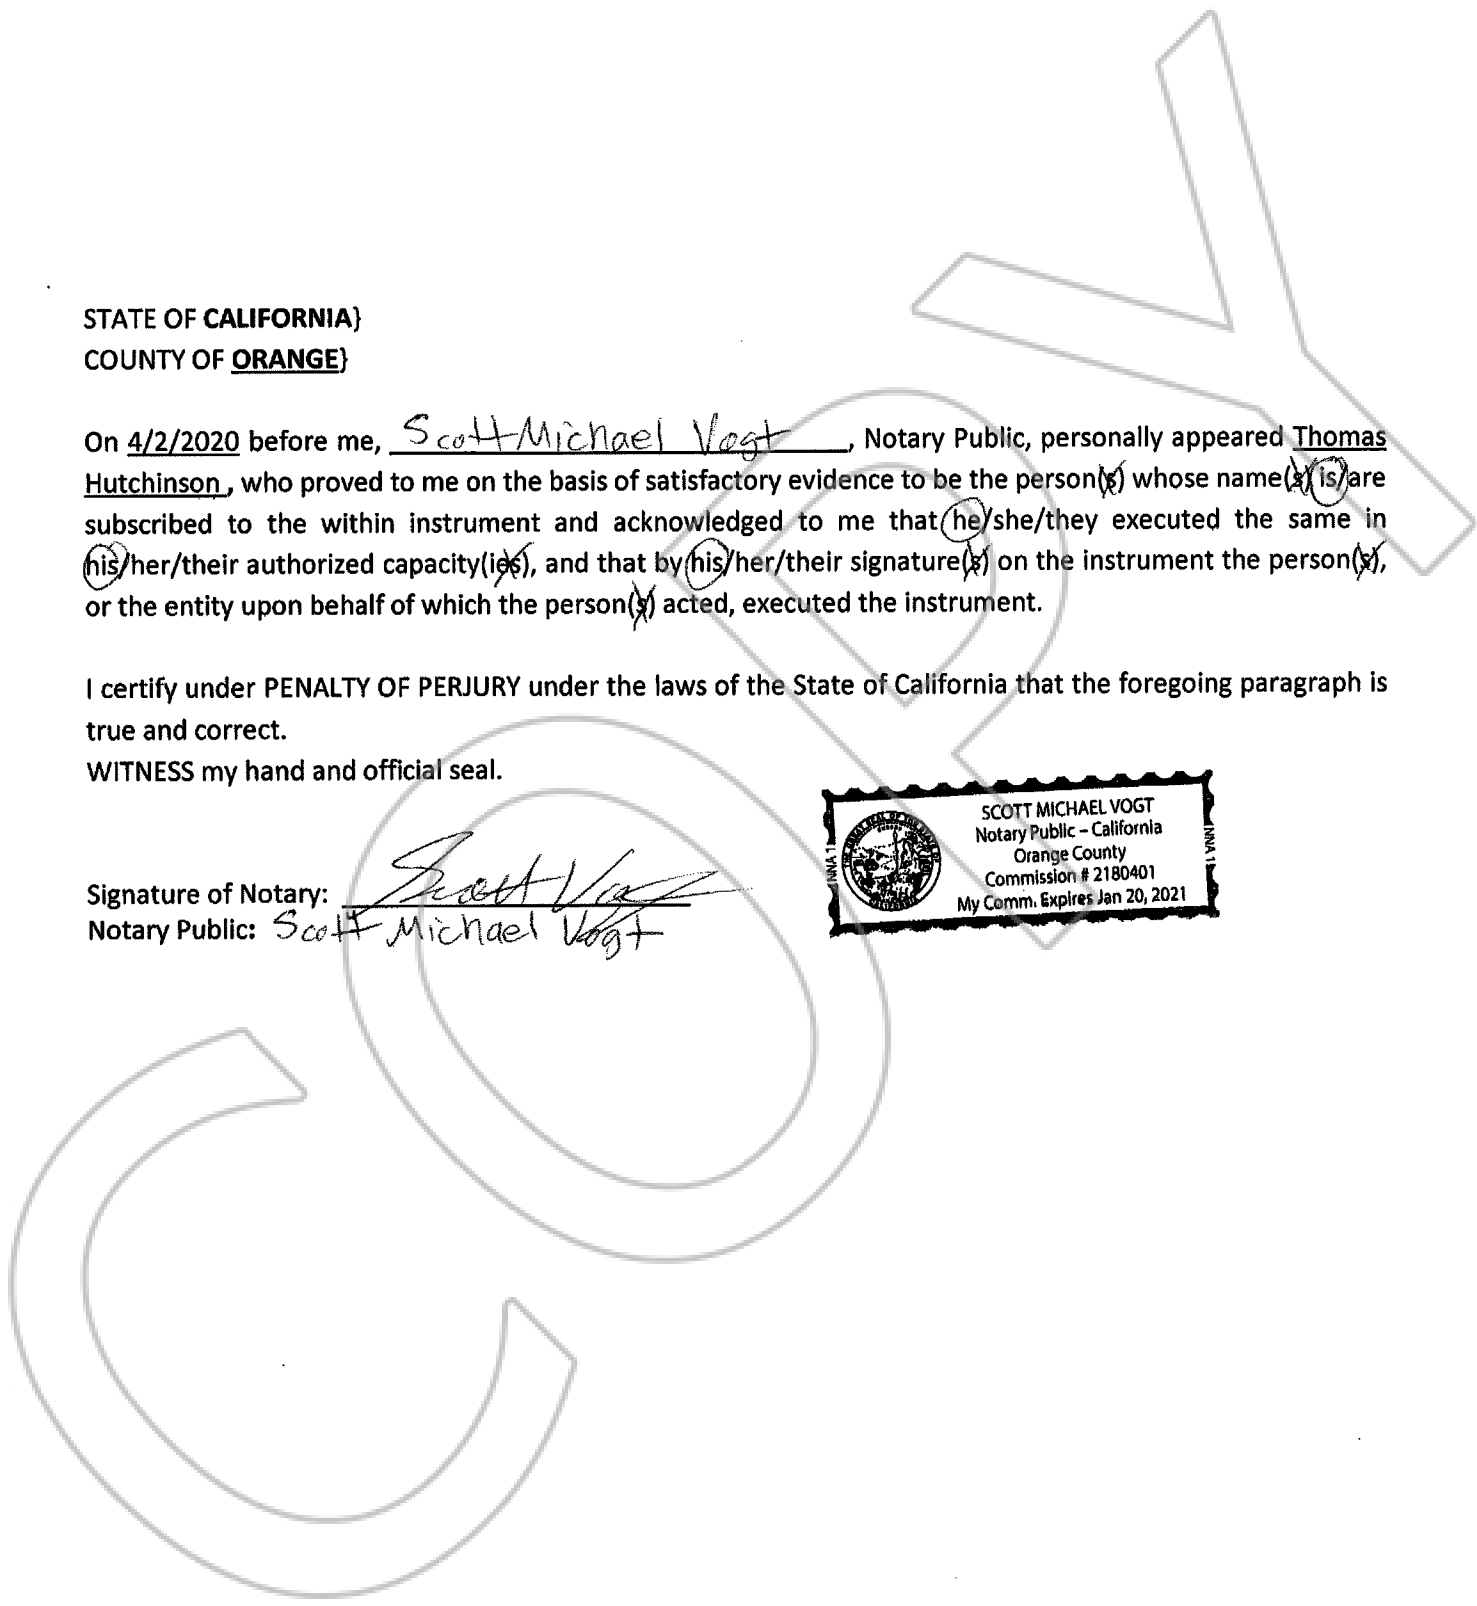 STATE OF CALIFORNIA}
COUNTY OF ORANGE}
On 4/2/2020 before me, Scott Michael Vogt, Notary Public, personally appeared Thomas
Hutchinson, who proved to me on the basis of satisfactory evidence to be the person(s) whose name(s) is/are
subscribed to the within instrument and acknowledged to me that he/she/they executed the same in
his/her/their authorized capacity(ies), and that by his/her/their signature(s) on the instrument the person(s),
or the entity upon behalf of which the person(s) acted, executed the instrument.
I certify under PENALTY OF PERJURY under the laws of the State of California that the foregoing paragraph is
true and correct.
WITNESS my hand and official seal.
Signature of Notary: Scott Vogt
Notary Public: Scott Michael Vogt
SCOTT MICHAEL VOGT
Notary Public – California
Orange County
Commission # 2180401
My Comm. Expires Jan 20, 2021
NNA 1
NNA 1
COPY